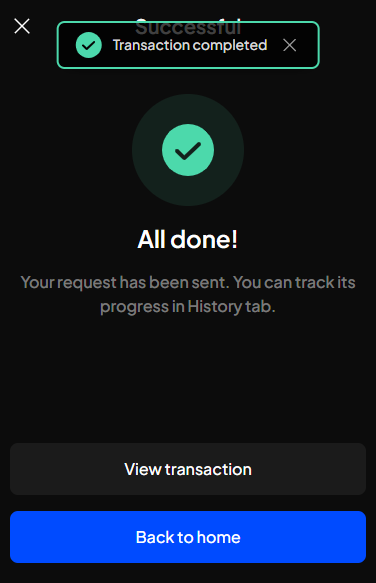 Successful
Transaction completed
All done!
Your request has been sent. You can track its
progress in History tab.
View transaction
Back to home